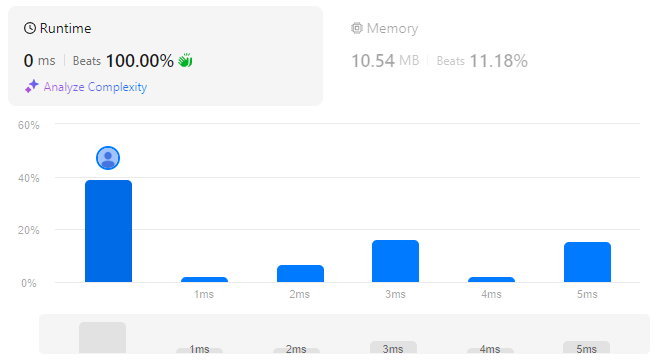 Runtime
0 ms | Beats 100.00%
Analyze Complexity
Memory
10.54 MB | Beats 11.18%
60%
40%
20%
0%
1ms 2ms 3ms 4ms 5ms
1ms 2ms 3ms 4ms 5ms